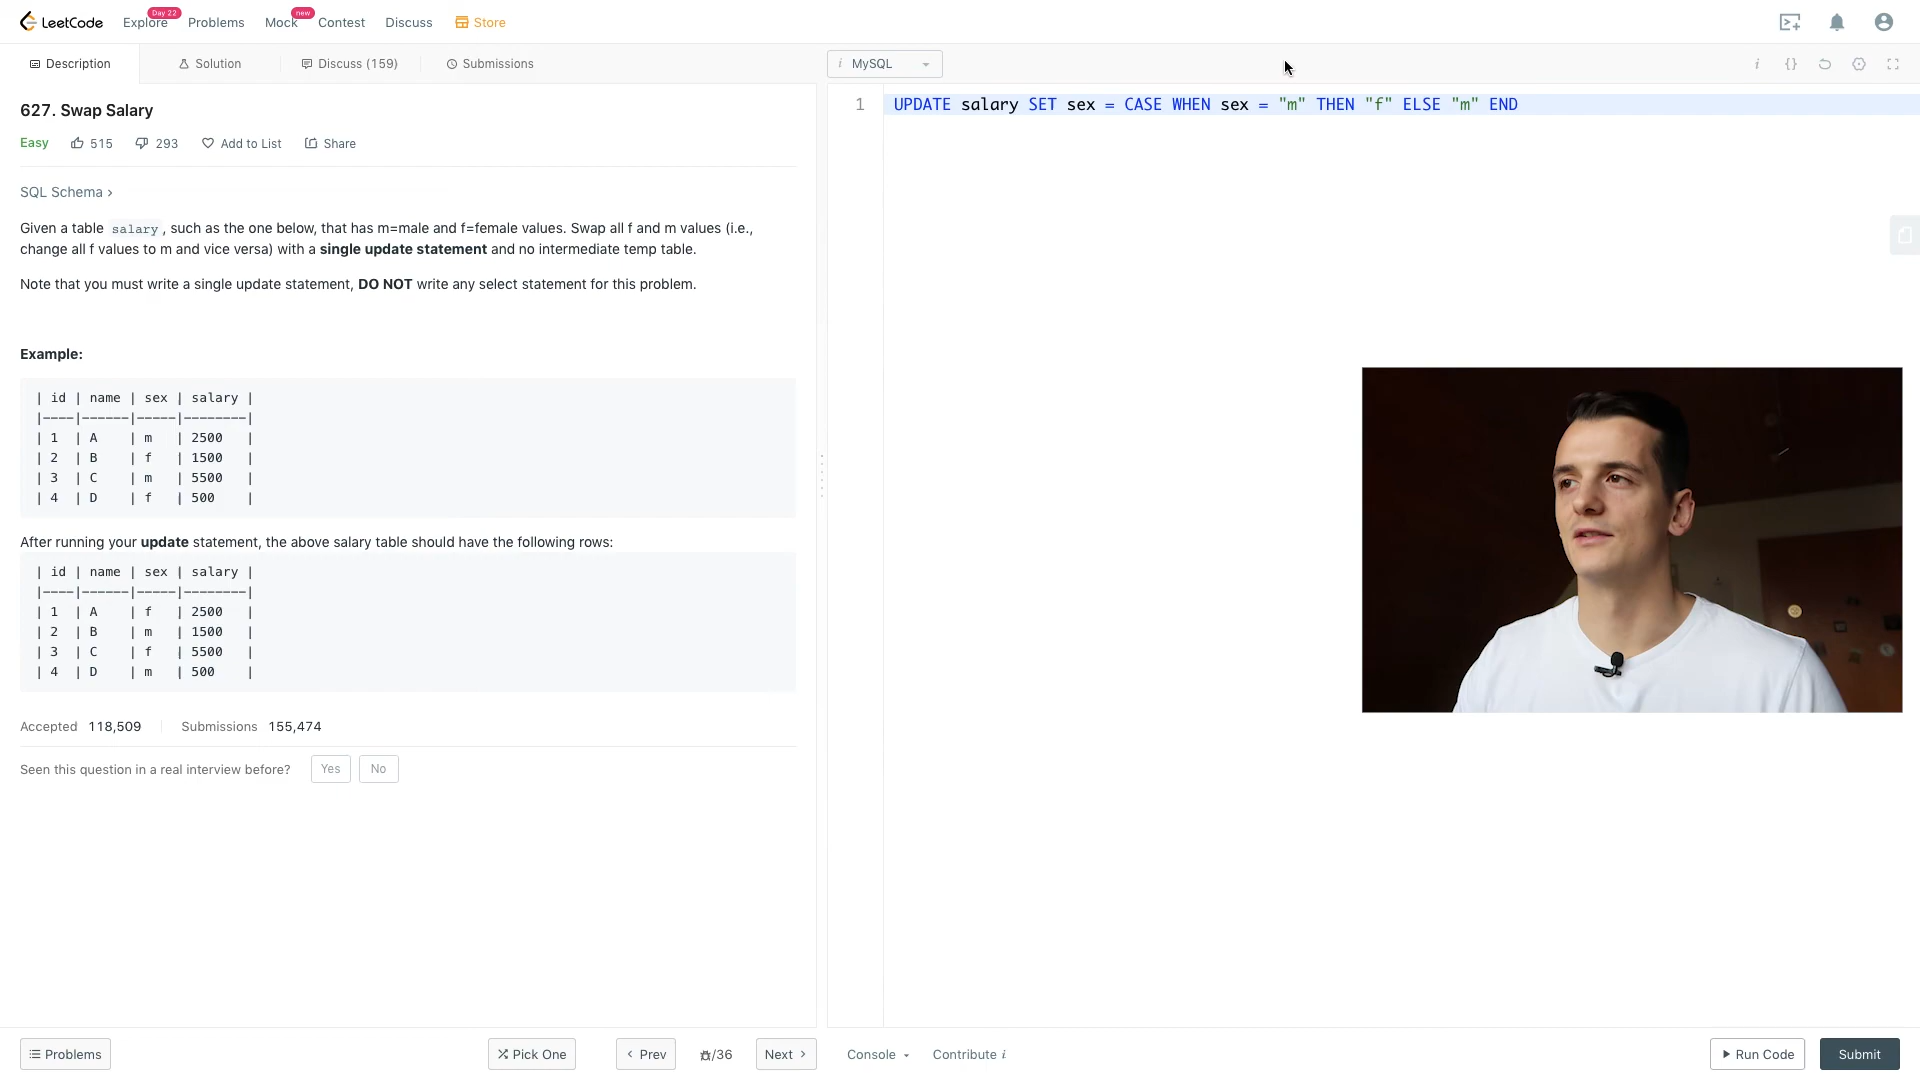 LeetCode
Explore
Day 22
Problems
Mock
new
Contest
Discuss
Store
Description
Solution
Discuss (159)
Submissions
i MySQL
i {}
627. Swap Salary
Easy 515 293 Add to List Share
SQL Schema ›
Given a table salary, such as the one below, that has m=male and f=female values. Swap all f and m values (i.e.,
change all f values to m and vice versa) with a single update statement and no intermediate temp table.
Note that you must write a single update statement, DO NOT write any select statement for this problem.
Example:
| id | name | sex | salary |
|----|------|-----|--------|
| 1 | A | m | 2500 |
| 2 | B | f | 1500 |
| 3 | C | m | 5500 |
| 4 | D | f | 500 |
After running your update statement, the above salary table should have the following rows:
| id | name | sex | salary |
|----|------|-----|--------|
| 1 | A | f | 2500 |
| 2 | B | m | 1500 |
| 3 | C | f | 5500 |
| 4 | D | m | 500 |
Accepted 118,509 Submissions 155,474
Seen this question in a real interview before? Yes No
1 UPDATE salary SET sex = CASE WHEN sex = "m" THEN "f" ELSE "m" END
Problems
Pick One
‹ Prev
/36
Next ›
Console
Contribute i
Run Code
Submit